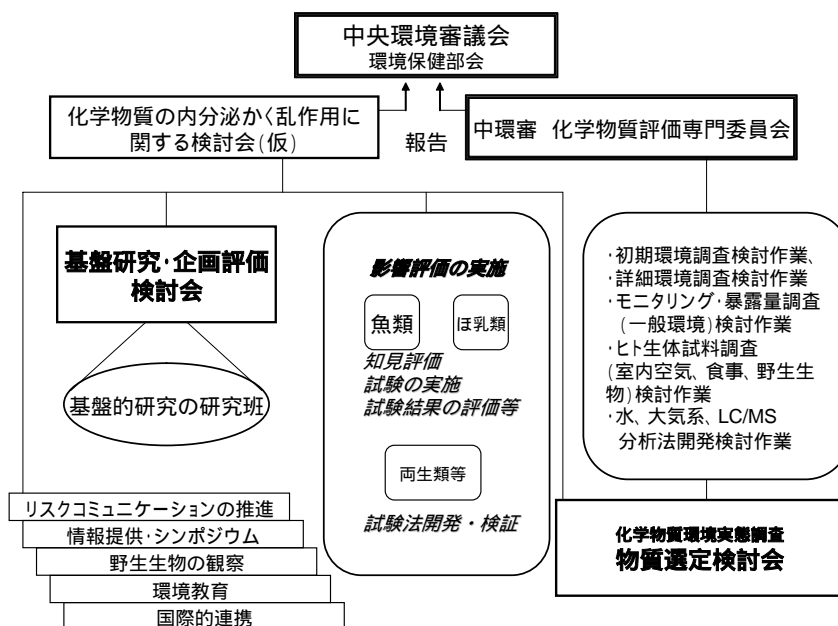 中央環境審議会
環境保健部会
化学物質の内分泌かく乱作用に
関する検討会(仮)
報告
中環審 化学物質評価専門委員会
基盤研究・企画評価
検討会
基盤的研究の研究班
影響評価の実施
魚類
ほ乳類
知見評価
試験の実施
試験結果の評価等
両生類等
試験法開発・検証
・初期環境調査検討作業、
・詳細環境調査検討作業
・モニタリング・暴露量調査
(一般環境)検討作業
・ヒト生体試料調査
(室内空気、食事、野生生
物)検討作業
・水、大気系、LC/MS
分析法開発検討作業
リスクコミュニケーションの推進
情報提供・シンポジウム
野生生物の観察
環境教育
国際的連携
化学物質環境実態調査
物質選定検討会